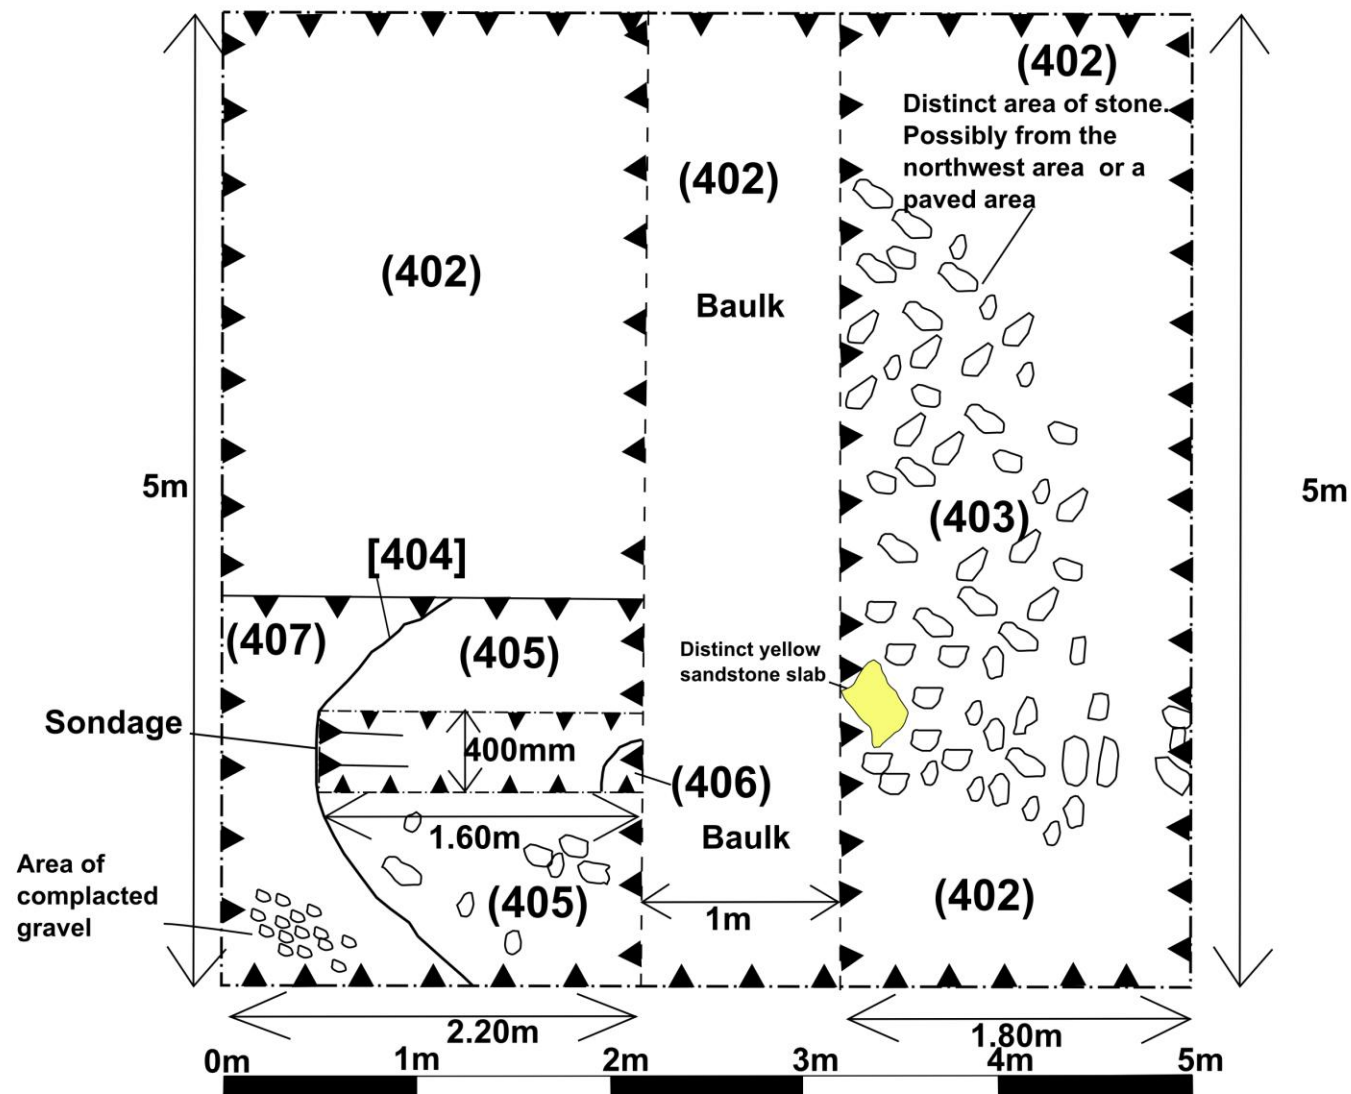 (402)
Distinct area of stone.
Possibly from the
northwest area or a
paved area
(402)
(402)
Baulk
5m
5m
(403)
[404]
(407)
(405)
Distinct yellow
sandstone slab
Sondage
400mm
(406)
1.60m
Baulk
Area of
complacted
gravel
(405)
(402)
1m
2.20m
1.80m
0m 1m 2m 3m 4m 5m